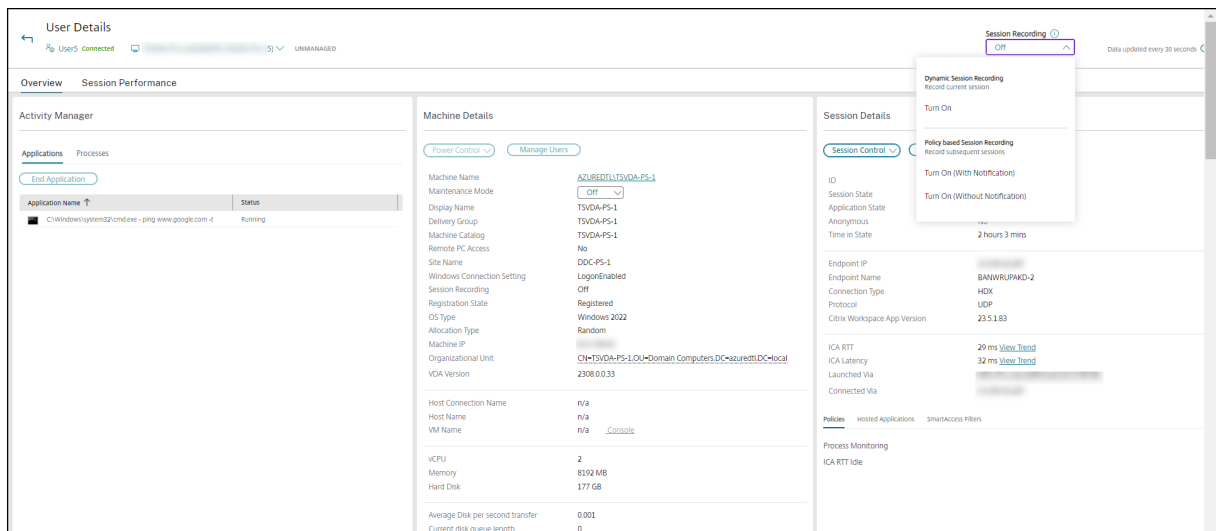 User Details
User5 Connected 5) UNMANAGED
Session Recording
Off
Data updated every 30 seconds
Overview Session Performance
Dynamic Session Recording
Record current session
Turn On
Policy based Session Recording
Record subsequent sessions
Turn On (With Notification)
Turn On (Without Notification)
Activity Manager
Applications Processes
End Application
Application Name Status
C:\Windows\system32\cmd.exe - ping www.google.com -t Running
Machine Details
Power Control Manage Users
Machine Name AZUREDTL\TSVDA-PS-1
Maintenance Mode Off
Display Name TSVDA-PS-1
Delivery Group TSVDA-PS-1
Machine Catalog TSVDA-PS-1
Remote PC Access No
Site Name DDC-PS-1
Windows Connection Setting LogonEnabled
Session Recording Off
Registration State Registered
OS Type Windows 2022
Allocation Type Random
Machine IP
Organizational Unit CN=TSVDA-PS-1,OU=Domain Computers,DC=azuredtl,DC=local
VDA Version 2308.0.0.33
Host Connection Name n/a
Host Name n/a
VM Name n/a Console
vCPU 2
Memory 8192 MB
Hard Disk 177 GB
Average Disk per second transfer 0.001
Current disk queue length 0
Session Details
Session Control
ID
Session State
Application State
Anonymous No
Time in State 2 hours 3 mins
Endpoint IP
Endpoint Name BANWRUPAKD-2
Connection Type HDX
Protocol UDP
Citrix Workspace App Version 23.5.1.83
ICA RTT 29 ms View Trend
ICA Latency 32 ms View Trend
Launched Via
Connected Via
Policies Hosted Applications SmartAccess Filters
Process Monitoring
ICA RTT Idle